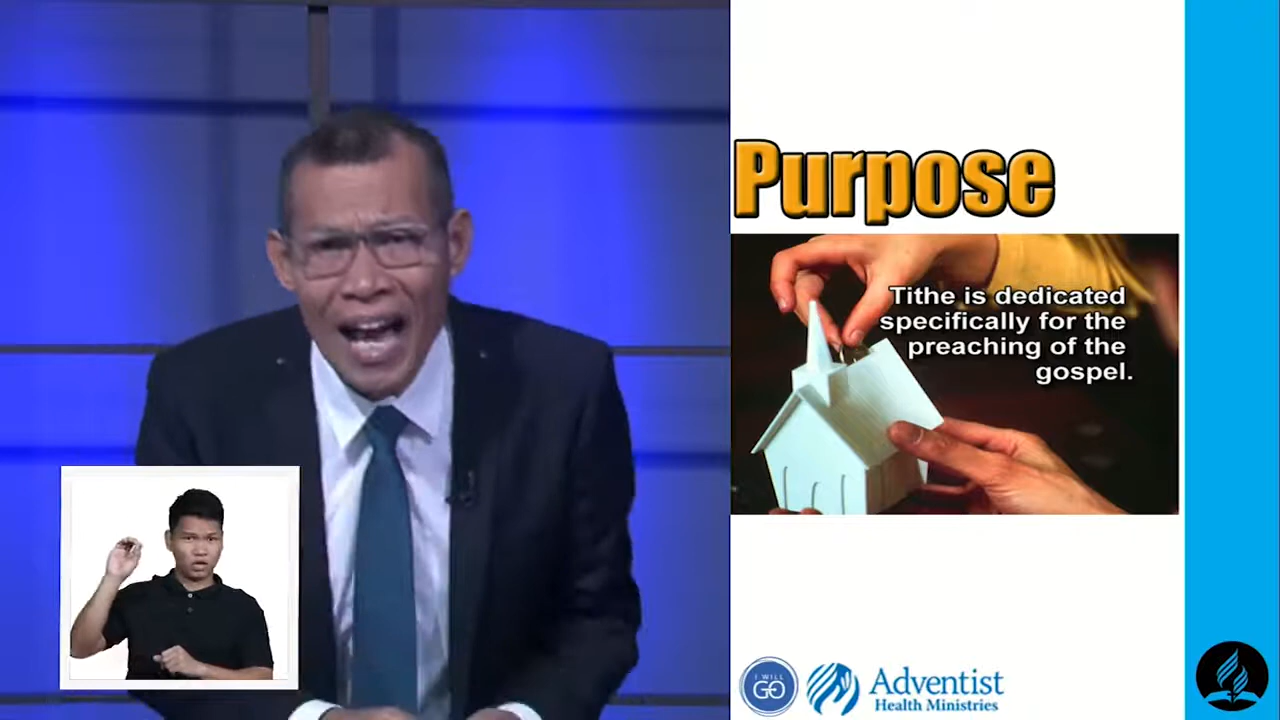 Purpose
Tithe is dedicated
specifically for the
preaching of the
gospel.
I WILL
GO
Adventist
Health Ministries